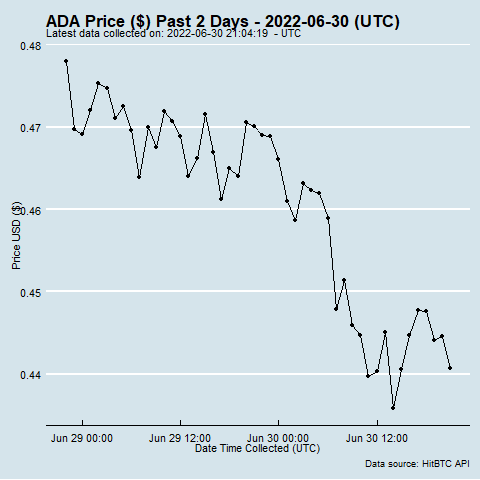 ADA Price ($) Past 2 Days - 2022-06-30 (UTC)
Latest data collected on: 2022-06-30 21:04:19  - UTC
0.48
0.47
0.46
0.45
0.44
Price USD ($)
Jun 29 00:00
Jun 29 12:00
Jun 30 00:00
Jun 30 12:00
Date Time Collected (UTC)
Data source: HitBTC API